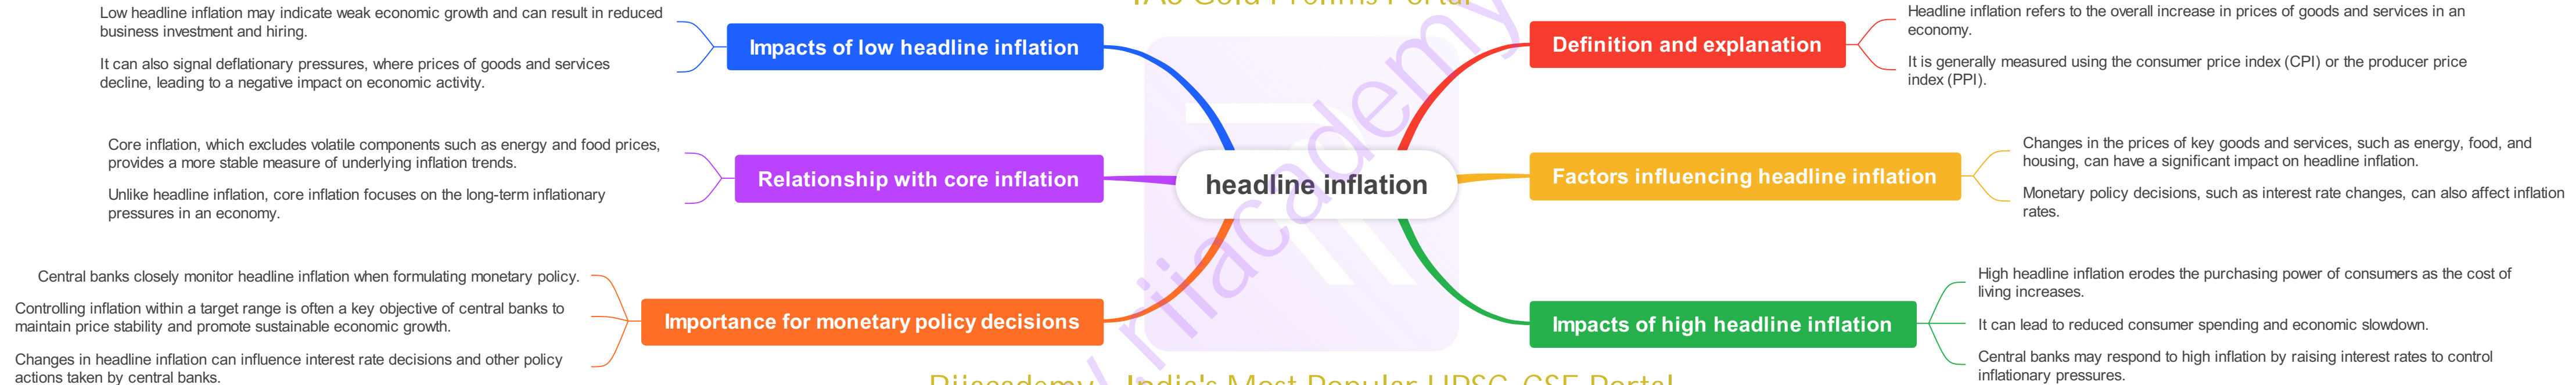 IAS Gold Prelims Portal
Low headline inflation may indicate weak economic growth and can result in reduced
business investment and hiring.
It can also signal deflationary pressures, where prices of goods and services
decline, leading to a negative impact on economic activity.
Impacts of low headline inflation
Core inflation, which excludes volatile components such as energy and food prices,
provides a more stable measure of underlying inflation trends.
Unlike headline inflation, core inflation focuses on the long-term inflationary
pressures in an economy.
Relationship with core inflation
Central banks closely monitor headline inflation when formulating monetary policy.
Controlling inflation within a target range is often a key objective of central banks to
maintain price stability and promote sustainable economic growth.
Changes in headline inflation can influence interest rate decisions and other policy
actions taken by central banks.
Importance for monetary policy decisions
headline inflation
Definition and explanation
Headline inflation refers to the overall increase in prices of goods and services in an
economy.
It is generally measured using the consumer price index (CPI) or the producer price
index (PPI).
Factors influencing headline inflation
Changes in the prices of key goods and services, such as energy, food, and
housing, can have a significant impact on headline inflation.
Monetary policy decisions, such as interest rate changes, can also affect inflation
rates.
Impacts of high headline inflation
High headline inflation erodes the purchasing power of consumers as the cost of
living increases.
It can lead to reduced consumer spending and economic slowdown.
Central banks may respond to high inflation by raising interest rates to control
inflationary pressures.
/riiacademy
Riiacademy - India's Most Popular UPSC-CSE Portal